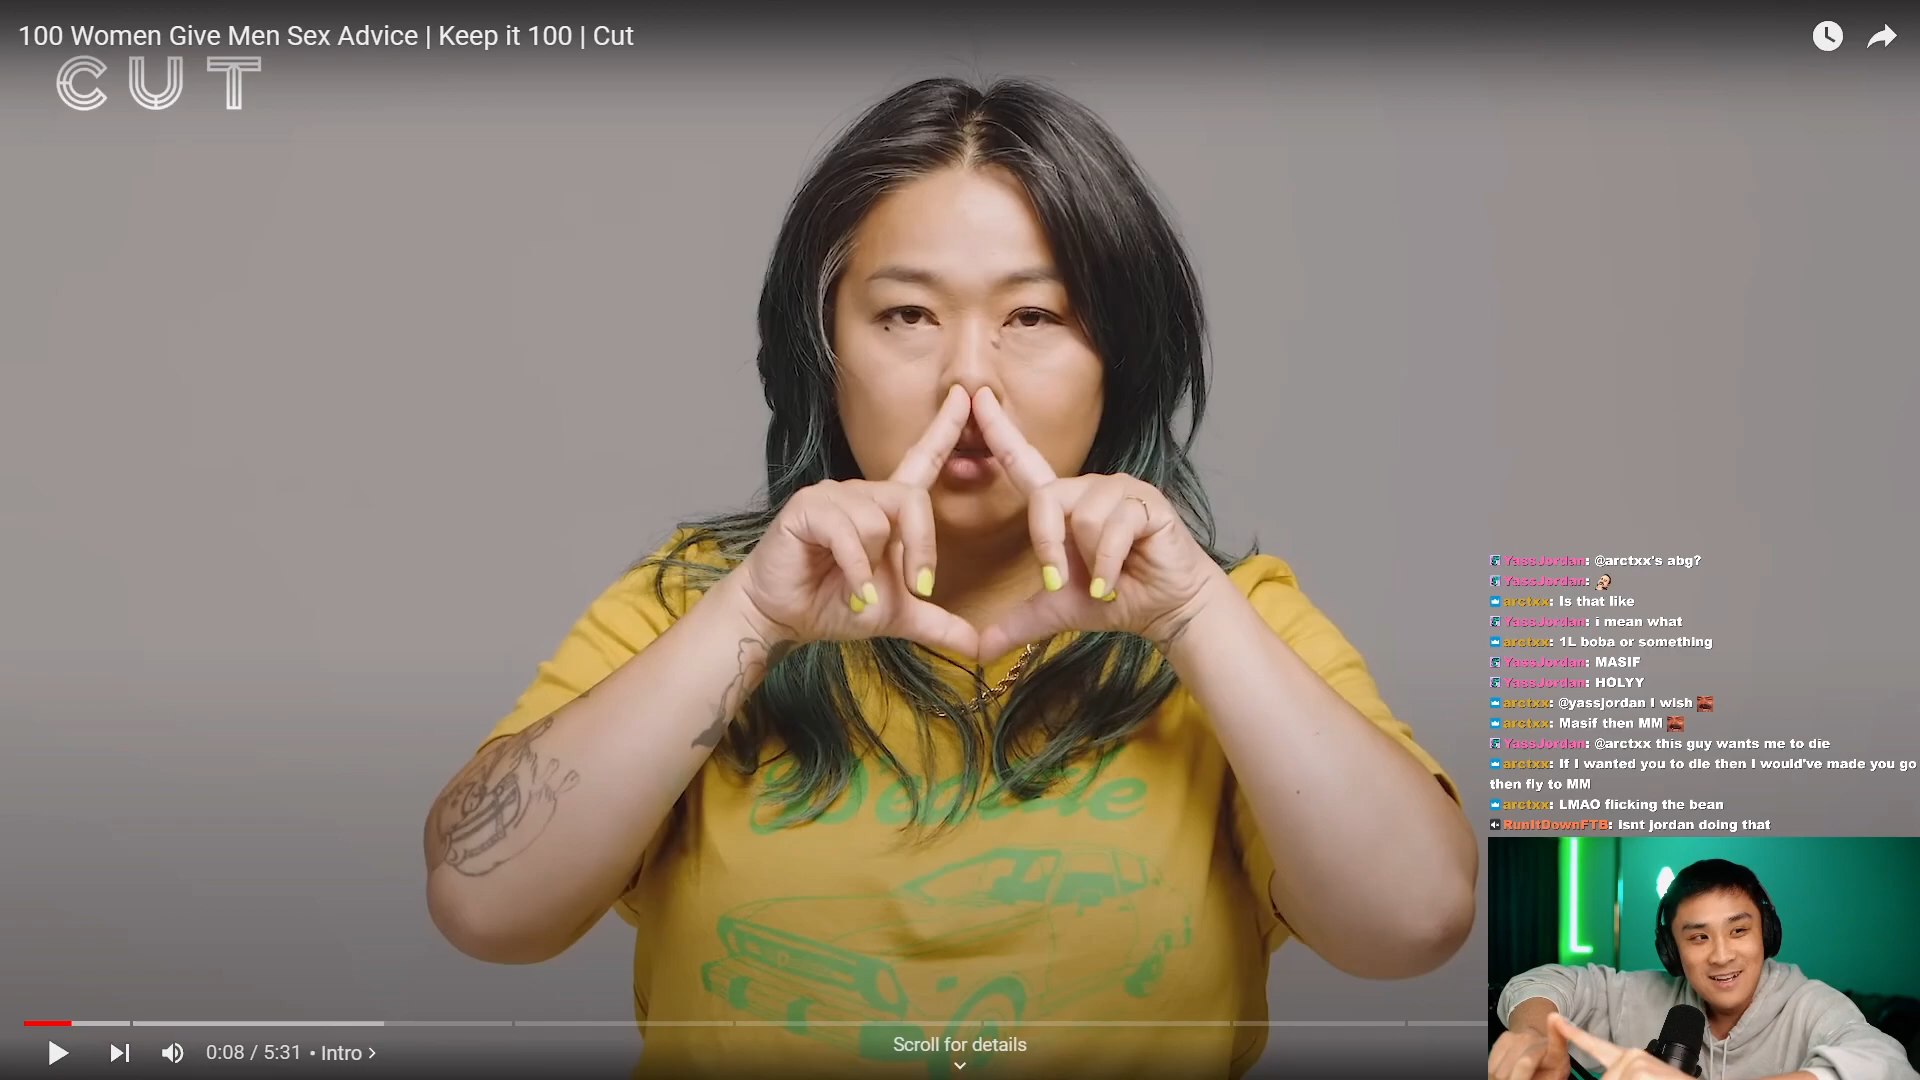 100 Women Give Men Sex Advice | Keep it 100 | Cut
CUT
YassJordan: @arctxx's abg?
YassJordan:
arctxx: Is that like
YassJordan: i mean what
arctxx: 1L boba or something
YassJordan: MASIF
YassJordan: HOLYY
arctxx: @yassjordan I wish
arctxx: Masif then MM
YassJordan: @arctxx this guy wants me to die
arctxx: If I wanted you to die then I would've made you go
then fly to MM
arctxx: LMAO flicking the bean
RunItDownFTB: Isnt jordan doing that
Scroll for details
0:08 / 5:31 • Intro >